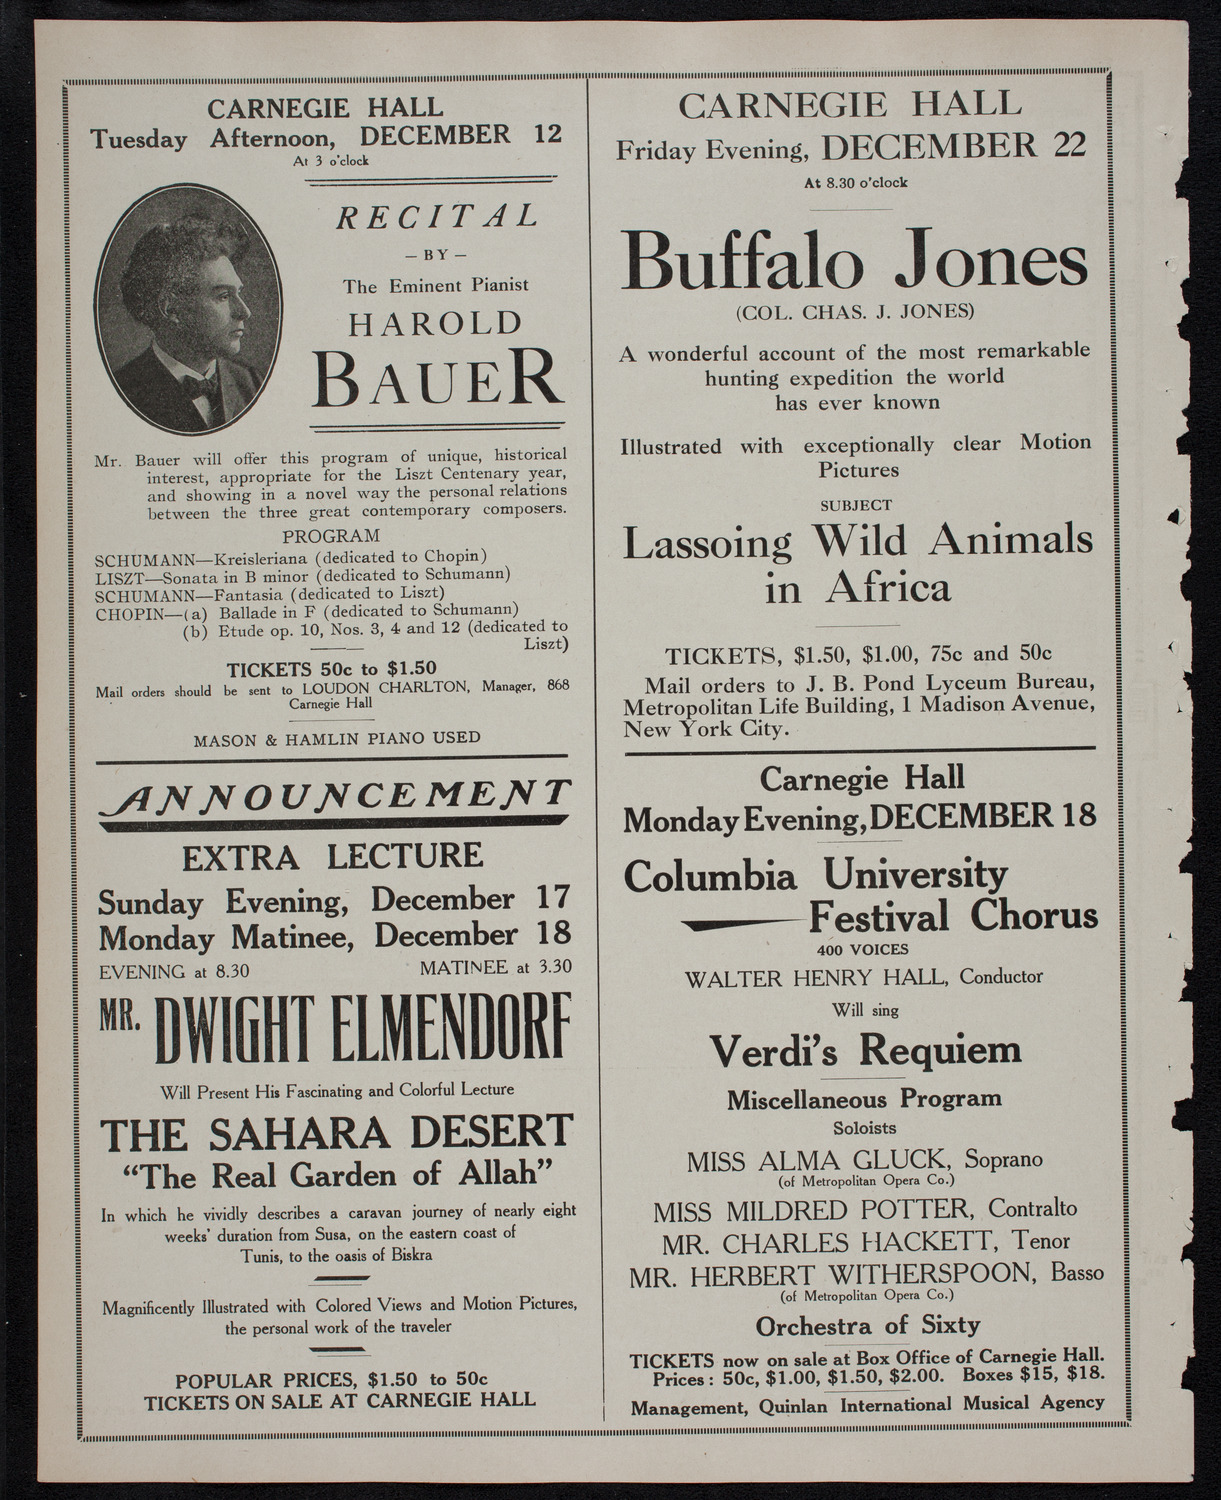 CARNEGIE HALL
Tuesday Afternoon, DECEMBER 12
At 3 o'clock
RECITAL
— BY —
The Eminent Pianist
HAROLD
BAUER
Mr. Bauer will offer this program of unique, historical
interest, appropriate for the Liszt Centenary year,
and showing in a novel way the personal relations
between the three great contemporary composers.
PROGRAM
SCHUMANN—Kreisleriana (dedicated to Chopin)
LISZT—Sonata in B minor (dedicated to Schumann)
SCHUMANN—Fantasia (dedicated to Liszt)
CHOPIN—(a) Ballade in F (dedicated to Schumann)
(b) Etude op. 10, Nos. 3, 4 and 12 (dedicated to
Liszt)
TICKETS 50c to $1.50
Mail orders should be sent to LOUDON CHARLTON, Manager, 868
Carnegie Hall
MASON & HAMLIN PIANO USED
ANNOUNCEMENT
EXTRA LECTURE
Sunday Evening, December 17
Monday Matinee, December 18
EVENING at 8.30 MATINEE at 3.30
MR. DWIGHT ELMENDORF
Will Present His Fascinating and Colorful Lecture
THE SAHARA DESERT
"The Real Garden of Allah"
In which he vividly describes a caravan journey of nearly eight
weeks' duration from Susa, on the eastern coast of
Tunis, to the oasis of Biskra
Magnificently Illustrated with Colored Views and Motion Pictures,
the personal work of the traveler
POPULAR PRICES, $1.50 to 50c
TICKETS ON SALE AT CARNEGIE HALL
CARNEGIE HALL
Friday Evening, DECEMBER 22
At 8.30 o'clock
Buffalo Jones
(COL. CHAS. J. JONES)
A wonderful account of the most remarkable
hunting expedition the world
has ever known
Illustrated with exceptionally clear Motion
Pictures
SUBJECT
Lassoing Wild Animals
in Africa
TICKETS, $1.50, $1.00, 75c and 50c
Mail orders to J. B. Pond Lyceum Bureau,
Metropolitan Life Building, 1 Madison Avenue,
New York City.
Carnegie Hall
Monday Evening, DECEMBER 18
Columbia University
Festival Chorus
400 VOICES
WALTER HENRY HALL, Conductor
Will sing
Verdi's Requiem
Miscellaneous Program
Soloists
MISS ALMA GLUCK, Soprano
(of Metropolitan Opera Co.)
MISS MILDRED POTTER, Contralto
MR. CHARLES HACKETT, Tenor
MR. HERBERT WITHERSPOON, Basso
(of Metropolitan Opera Co.)
Orchestra of Sixty
TICKETS now on sale at Box Office of Carnegie Hall.
Prices: 50c, $1.00, $1.50, $2.00. Boxes $15, $18.
Management, Quinlan International Musical Agency